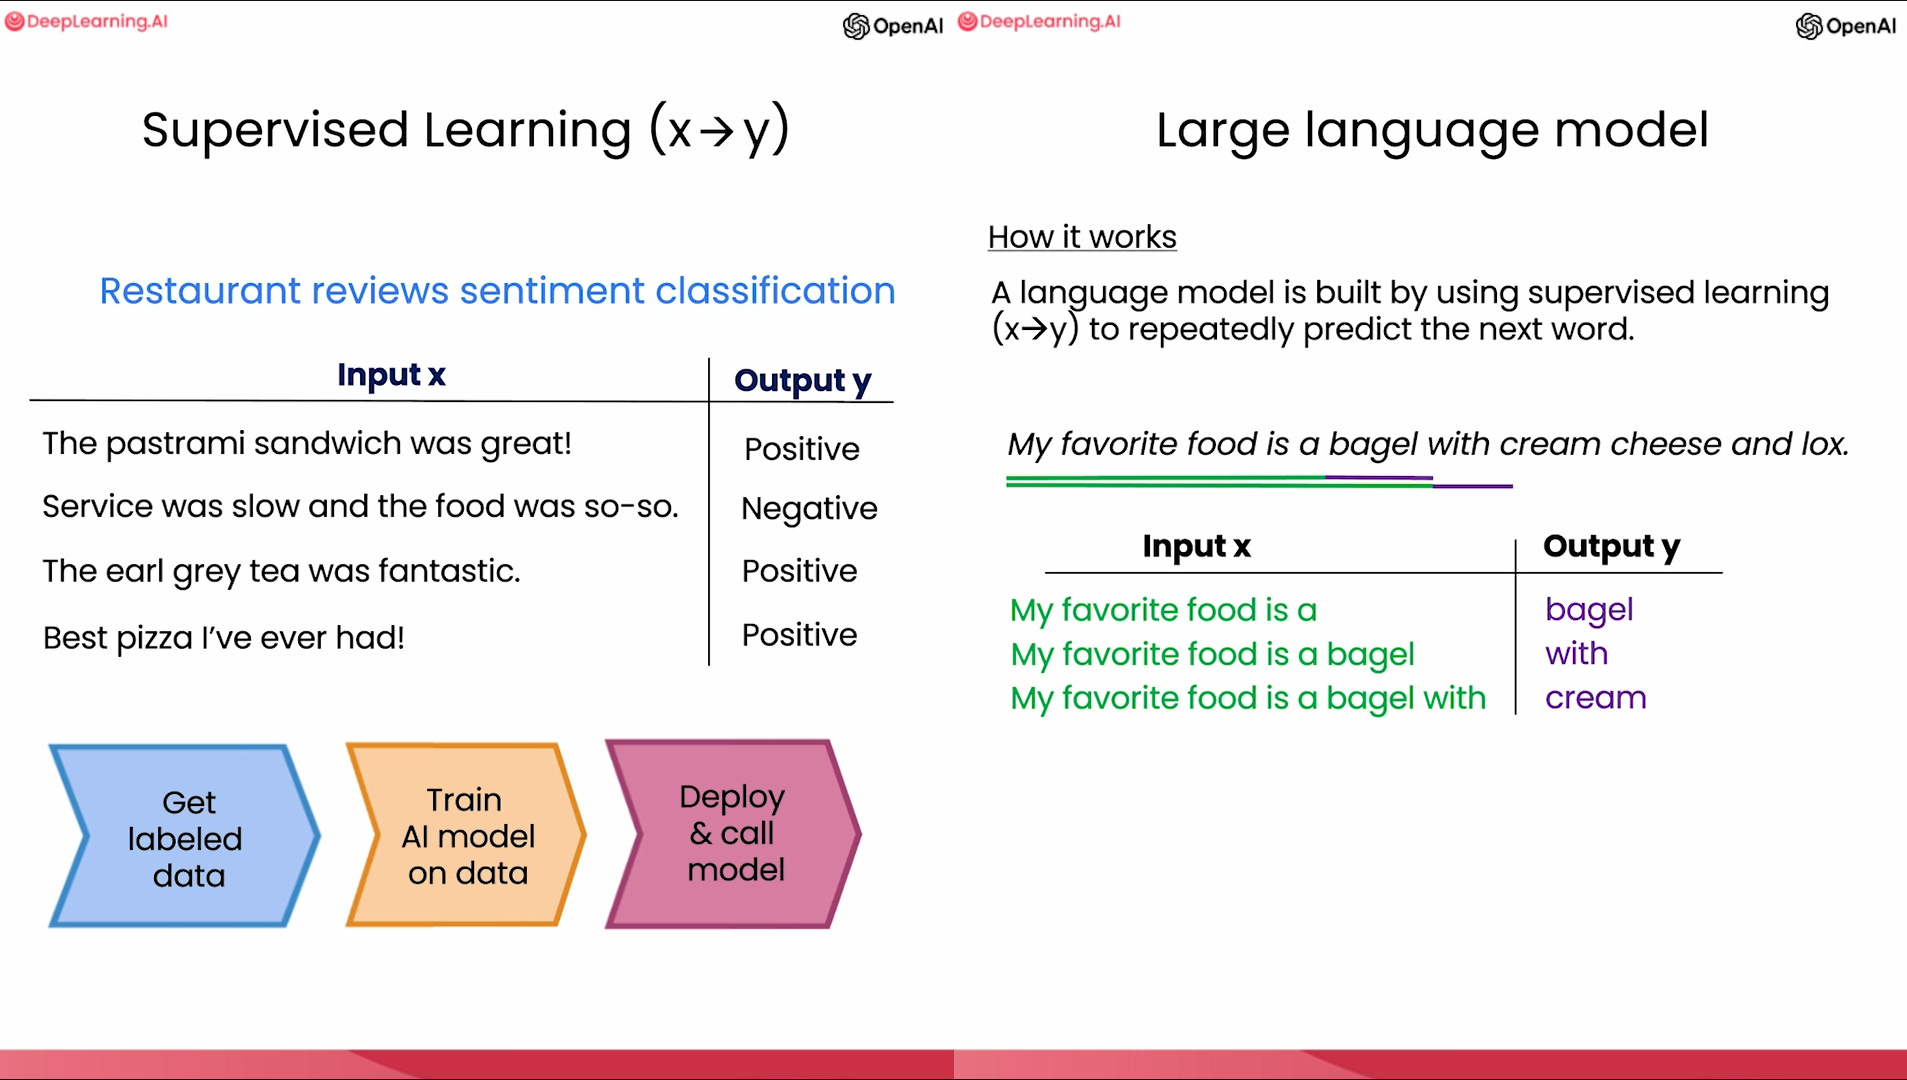 DeepLearning.AI
OpenAI
Supervised Learning (x→y)
Restaurant reviews sentiment classification
Input x
Output y
The pastrami sandwich was great!
Positive
Service was slow and the food was so-so.
Negative
The earl grey tea was fantastic.
Positive
Best pizza I've ever had!
Positive
Get
labeled
data
Train
AI model
on data
Deploy
& call
model
DeepLearning.AI
OpenAI
Large language model
How it works
A language model is built by using supervised learning
(x→y) to repeatedly predict the next word.
My favorite food is a bagel with cream cheese and lox.
Input x
Output y
My favorite food is a
bagel
My favorite food is a bagel
with
My favorite food is a bagel with
cream